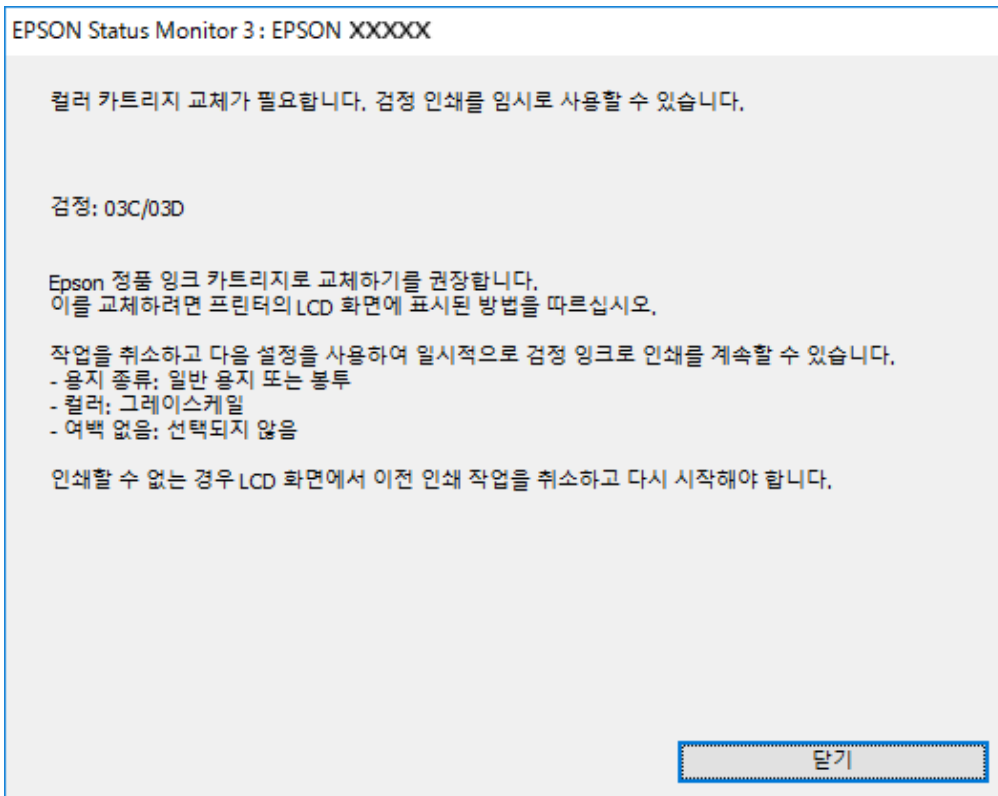 EPSON Status Monitor 3 : EPSON XXXXX
컬러 카트리지 교체가 필요합니다. 검정 인쇄를 임시로 사용할 수 있습니다.
검정: 03C/03D
Epson 정품 잉크 카트리지로 교체하기를 권장합니다.
이를 교체하려면 프린터의 LCD 화면에 표시된 방법을 따르십시오.
작업을 취소하고 다음 설정을 사용하여 일시적으로 검정 잉크로 인쇄를 계속할 수 있습니다.
- 용지 종류: 일반 용지 또는 봉투
- 컬러: 그레이스케일
- 여백 없음: 선택되지 않음
인쇄할 수 없는 경우 LCD 화면에서 이전 인쇄 작업을 취소하고 다시 시작해야 합니다.
닫기